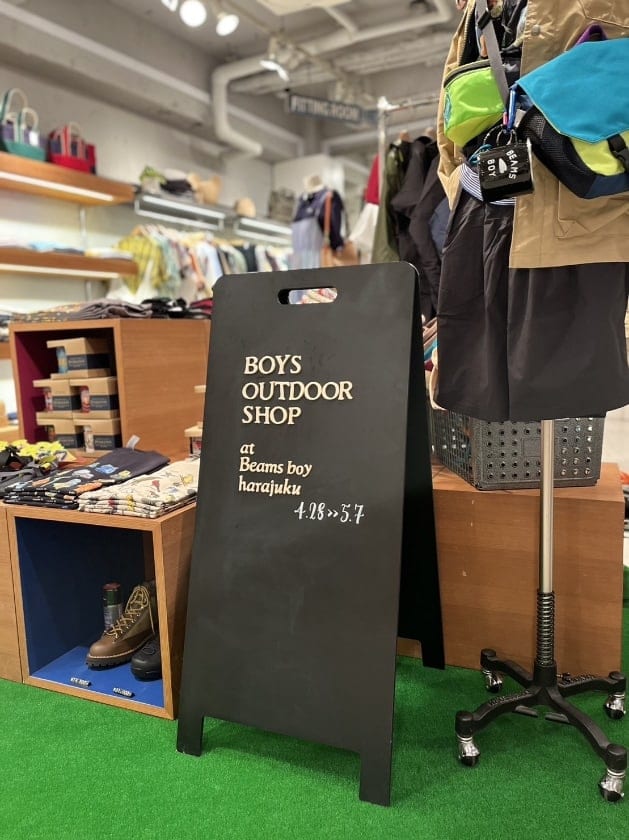 FITTING ROOM
BEAMS
BOY
BOYS
OUTDOOR
SHOP
at
Beams boy
harajuku
4.28>>5.7